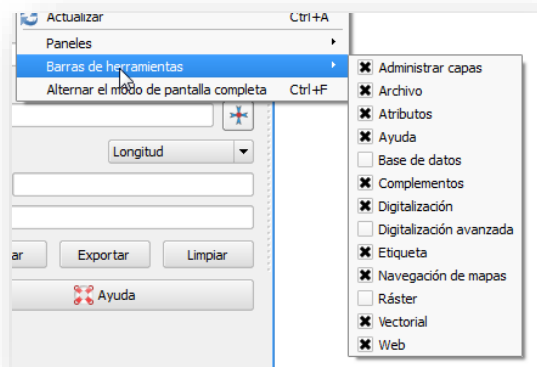 Actualizar Ctrl+A
Paneles
Barras de herramientas
Alternar el modo de pantalla completa Ctrl+F
Administrar capas
Archivo
Atributos
Ayuda
Base de datos
Complementos
Digitalización
Digitalización avanzada
Etiqueta
Navegación de mapas
Ráster
Vectorial
Web
Longitud
ar Exportar Limpiar
Ayuda